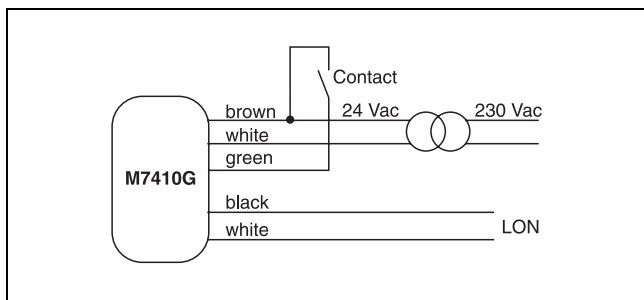 Contact
brown
24 Vac
230 Vac
white
green
M7410G
black
white
LON